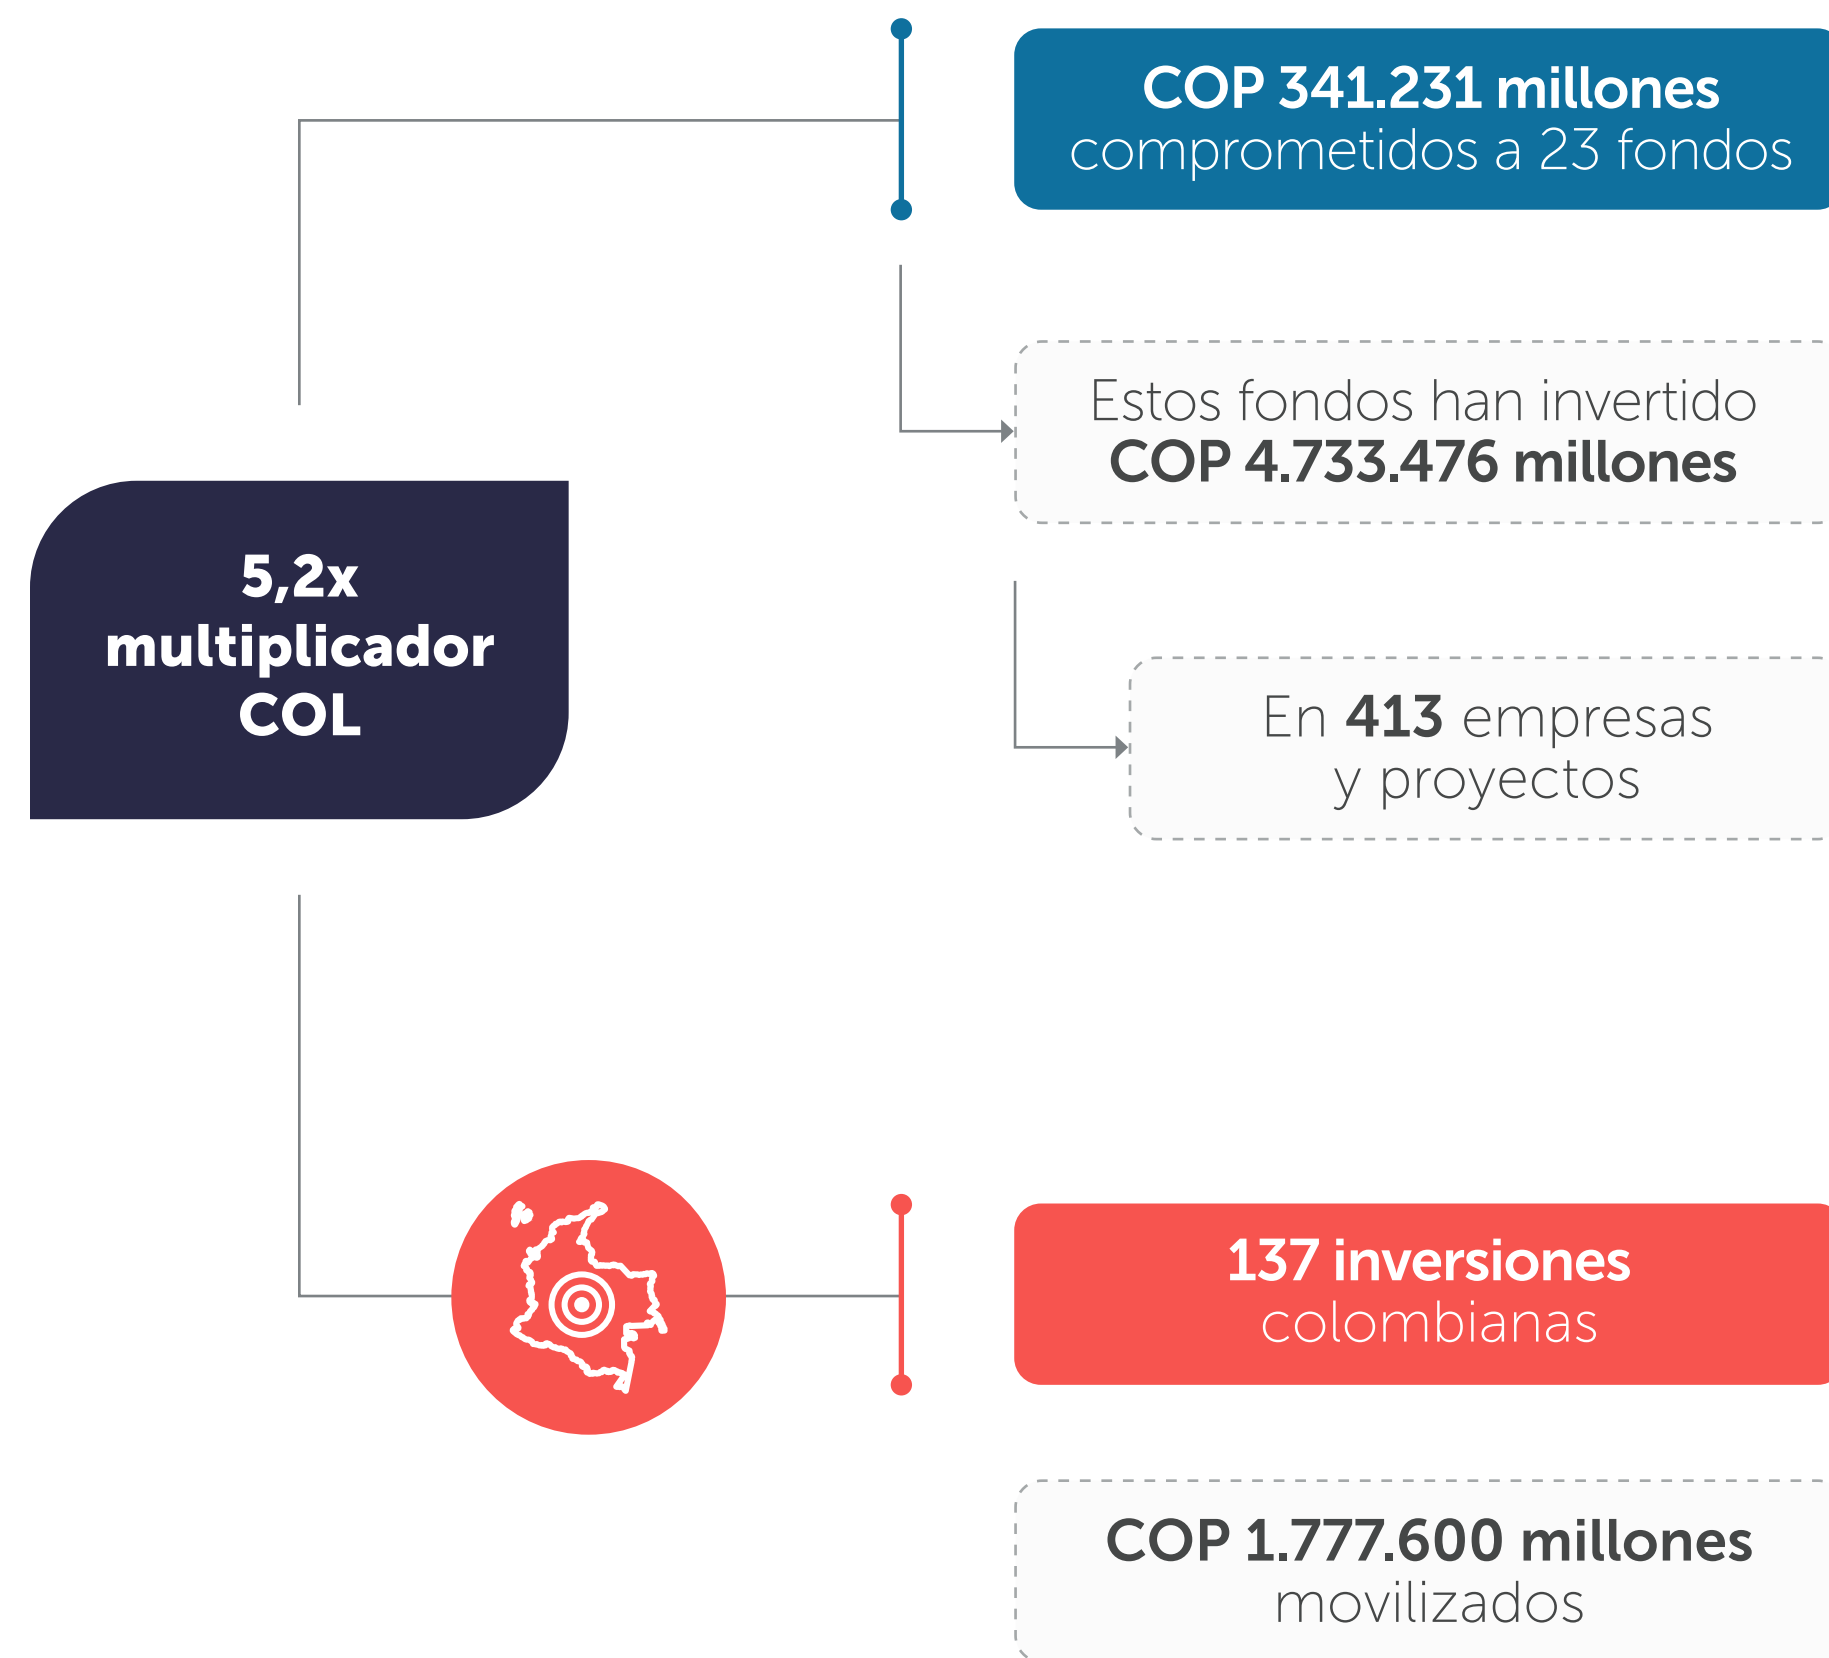 COP 341.231 millones
comprometidos a 23 fondos
Estos fondos han invertido
COP 4.733.476 millones
5,2x
multiplicador
COL
En 413 empresas
y proyectos
137 inversiones
colombianas
COP 1.777.600 millones
movilizados